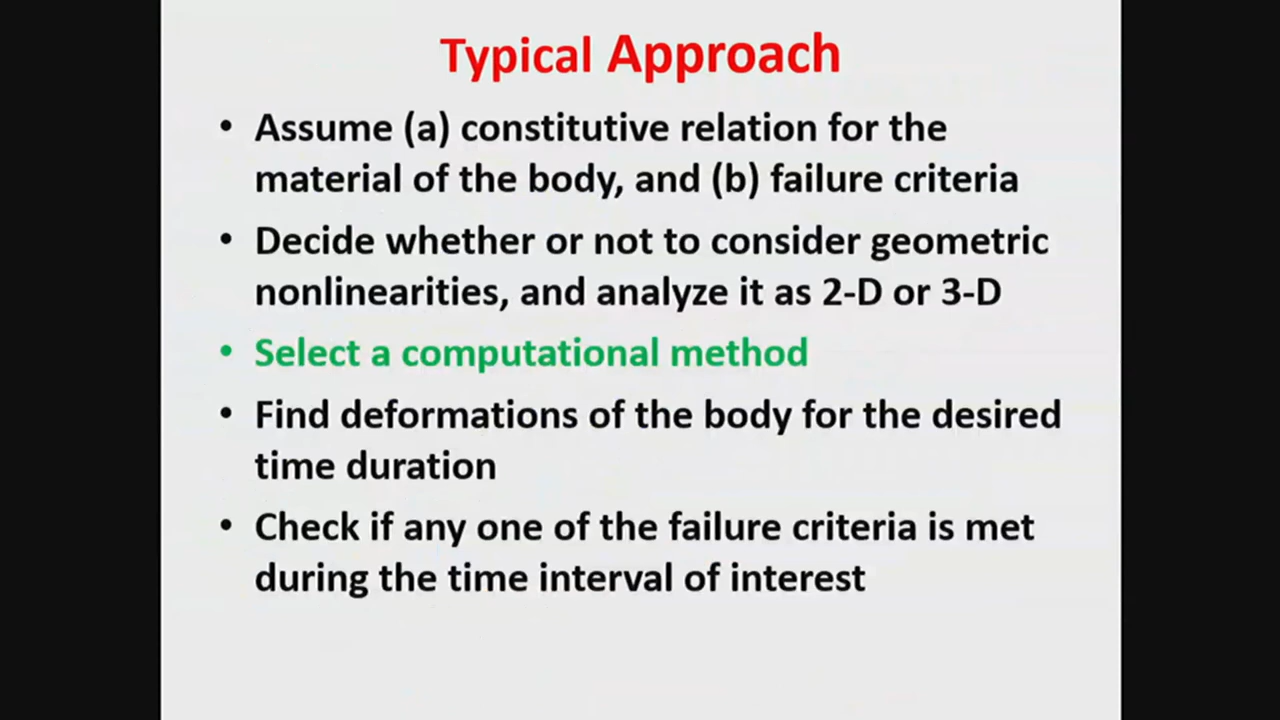 Typical Approach
• Assume (a) constitutive relation for the
material of the body, and (b) failure criteria
• Decide whether or not to consider geometric
nonlinearities, and analyze it as 2-D or 3-D
• Select a computational method
• Find deformations of the body for the desired
time duration
• Check if any one of the failure criteria is met
during the time interval of interest